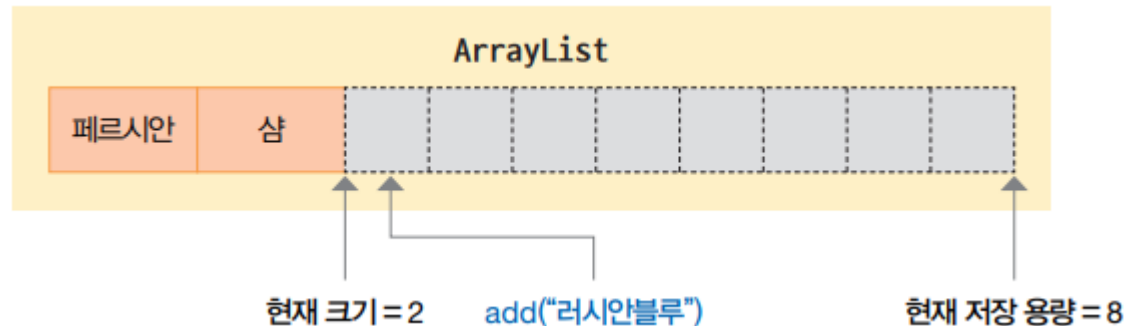 ArrayList
페르시안 샴
현재 크기 = 2 add(“러시안블루”) 현재 저장 용량 = 8